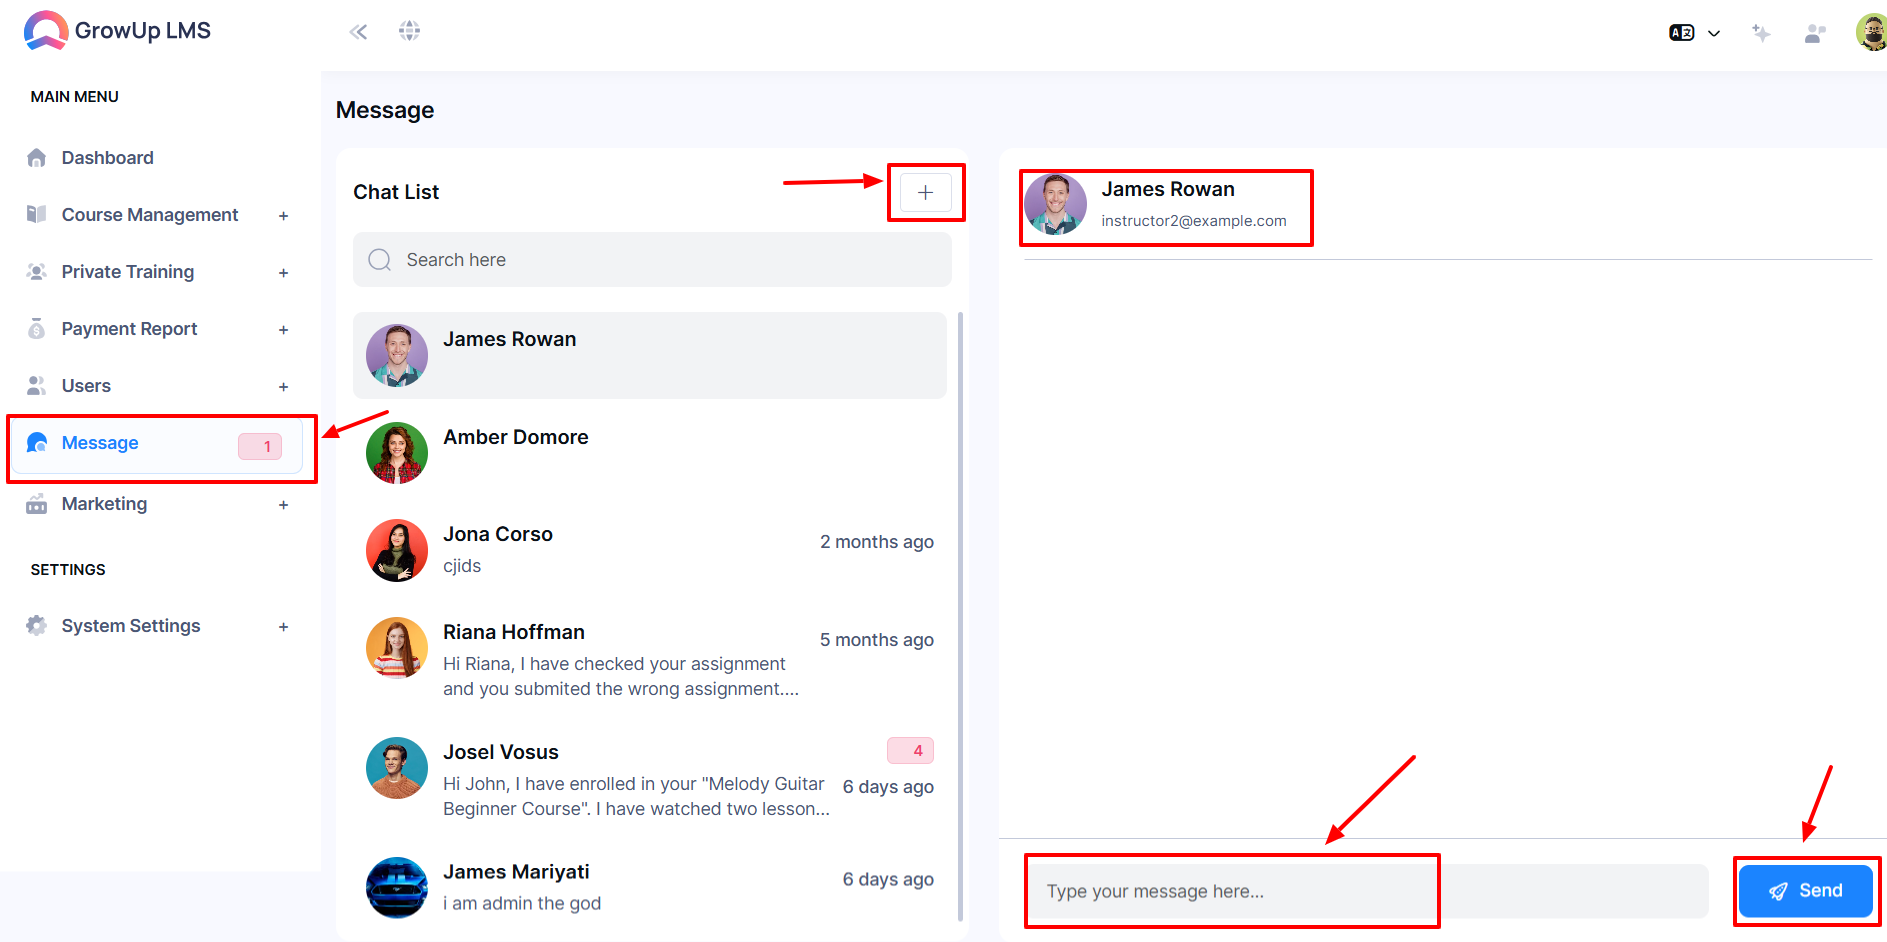 GrowUp LMS
MAIN MENU
Dashboard
Course Management +
Private Training +
Payment Report +
Users +
Message 1
Marketing +
SETTINGS
System Settings +
Message
Chat List
+
Search here
James Rowan
Amber Domore
Jona Corso
2 months ago
cjids
Riana Hoffman
5 months ago
Hi Riana, I have checked your assignment
and you submited the wrong assignment....
Josel Vosus
4
Hi John, I have enrolled in your "Melody Guitar
6 days ago
Beginner Course". I have watched two lesson...
James Mariyati
6 days ago
i am admin the god
James Rowan
instructor2@example.com
Type your message here...
Send